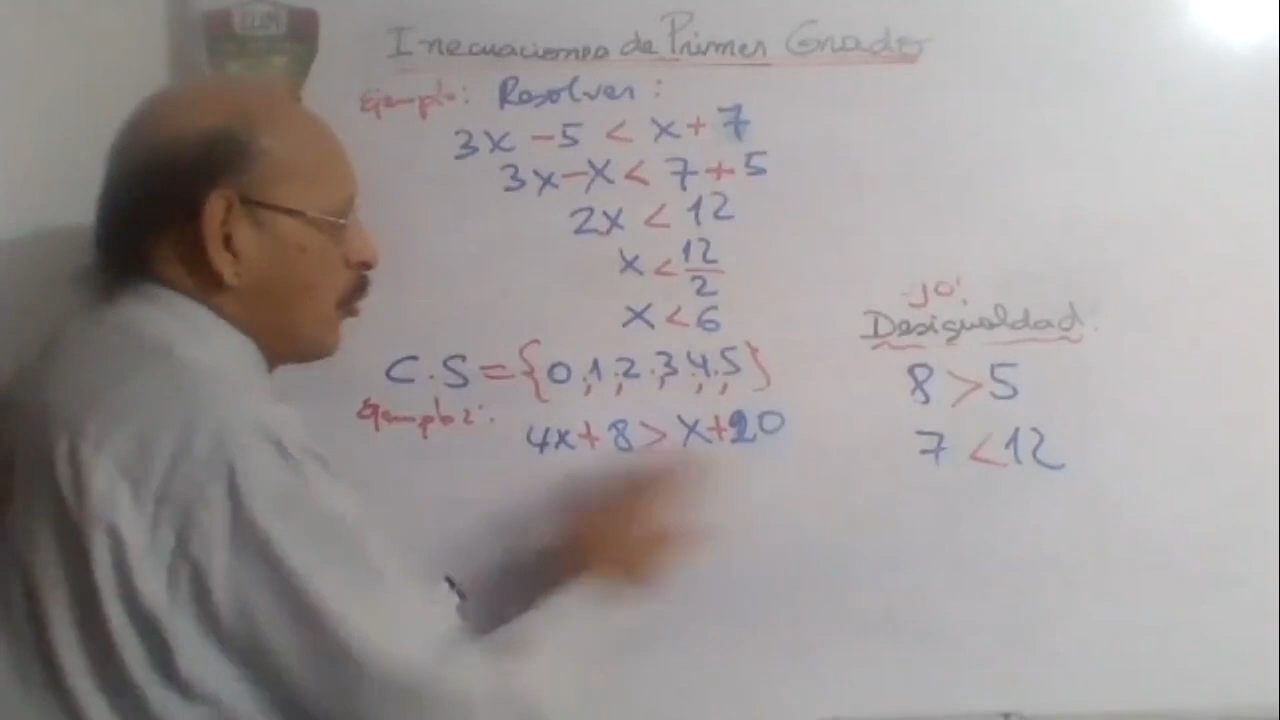 Inecuaciones de Primer Grado
Ejemplo: Resolver:
3x - 5 < x + 7
3x - x < 7 + 5
2x < 12
x < 12/2
x < 6
C.S = {0,1,2,3,4,5}
Ejemplo 2:
4x + 8 > x + 20
Desigualdad.
8 > 5
7 < 12